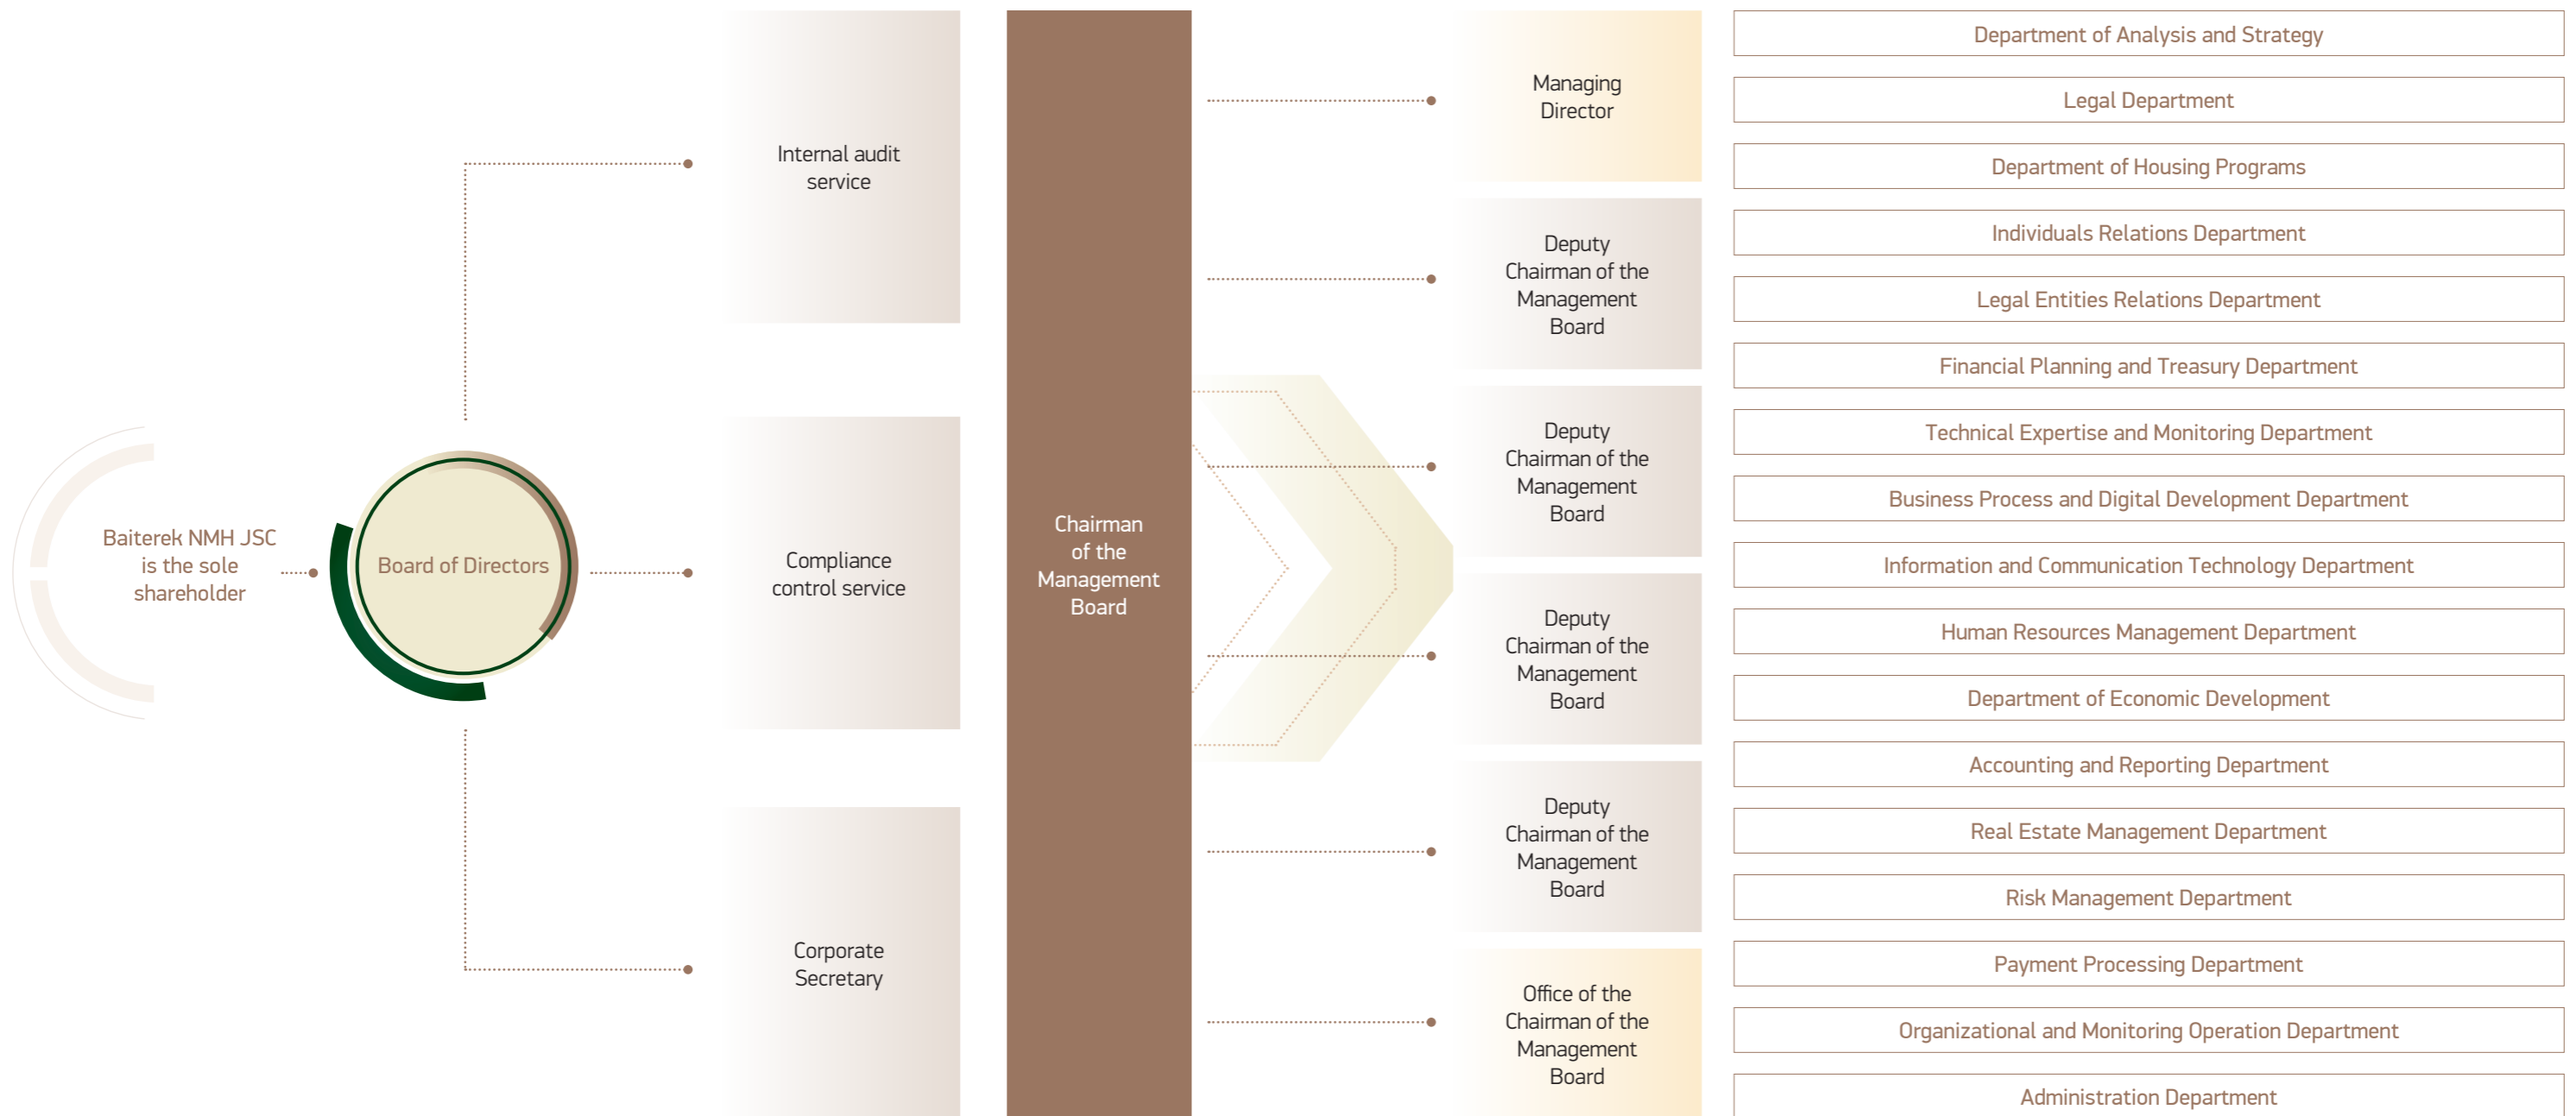 Baiterek NMH JSC
is the sole
shareholder
Board of Directors
Internal audit
service
Compliance
control service
Corporate
Secretary
Chairman
of the
Management
Board
Managing
Director
Deputy
Chairman of the
Management
Board
Deputy
Chairman of the
Management
Board
Deputy
Chairman of the
Management
Board
Deputy
Chairman of the
Management
Board
Office of the
Chairman of the
Management
Board
Department of Analysis and Strategy
Legal Department
Department of Housing Programs
Individuals Relations Department
Legal Entities Relations Department
Financial Planning and Treasury Department
Technical Expertise and Monitoring Department
Business Process and Digital Development Department
Information and Communication Technology Department
Human Resources Management Department
Department of Economic Development
Accounting and Reporting Department
Real Estate Management Department
Risk Management Department
Payment Processing Department
Organizational and Monitoring Operation Department
Administration Department